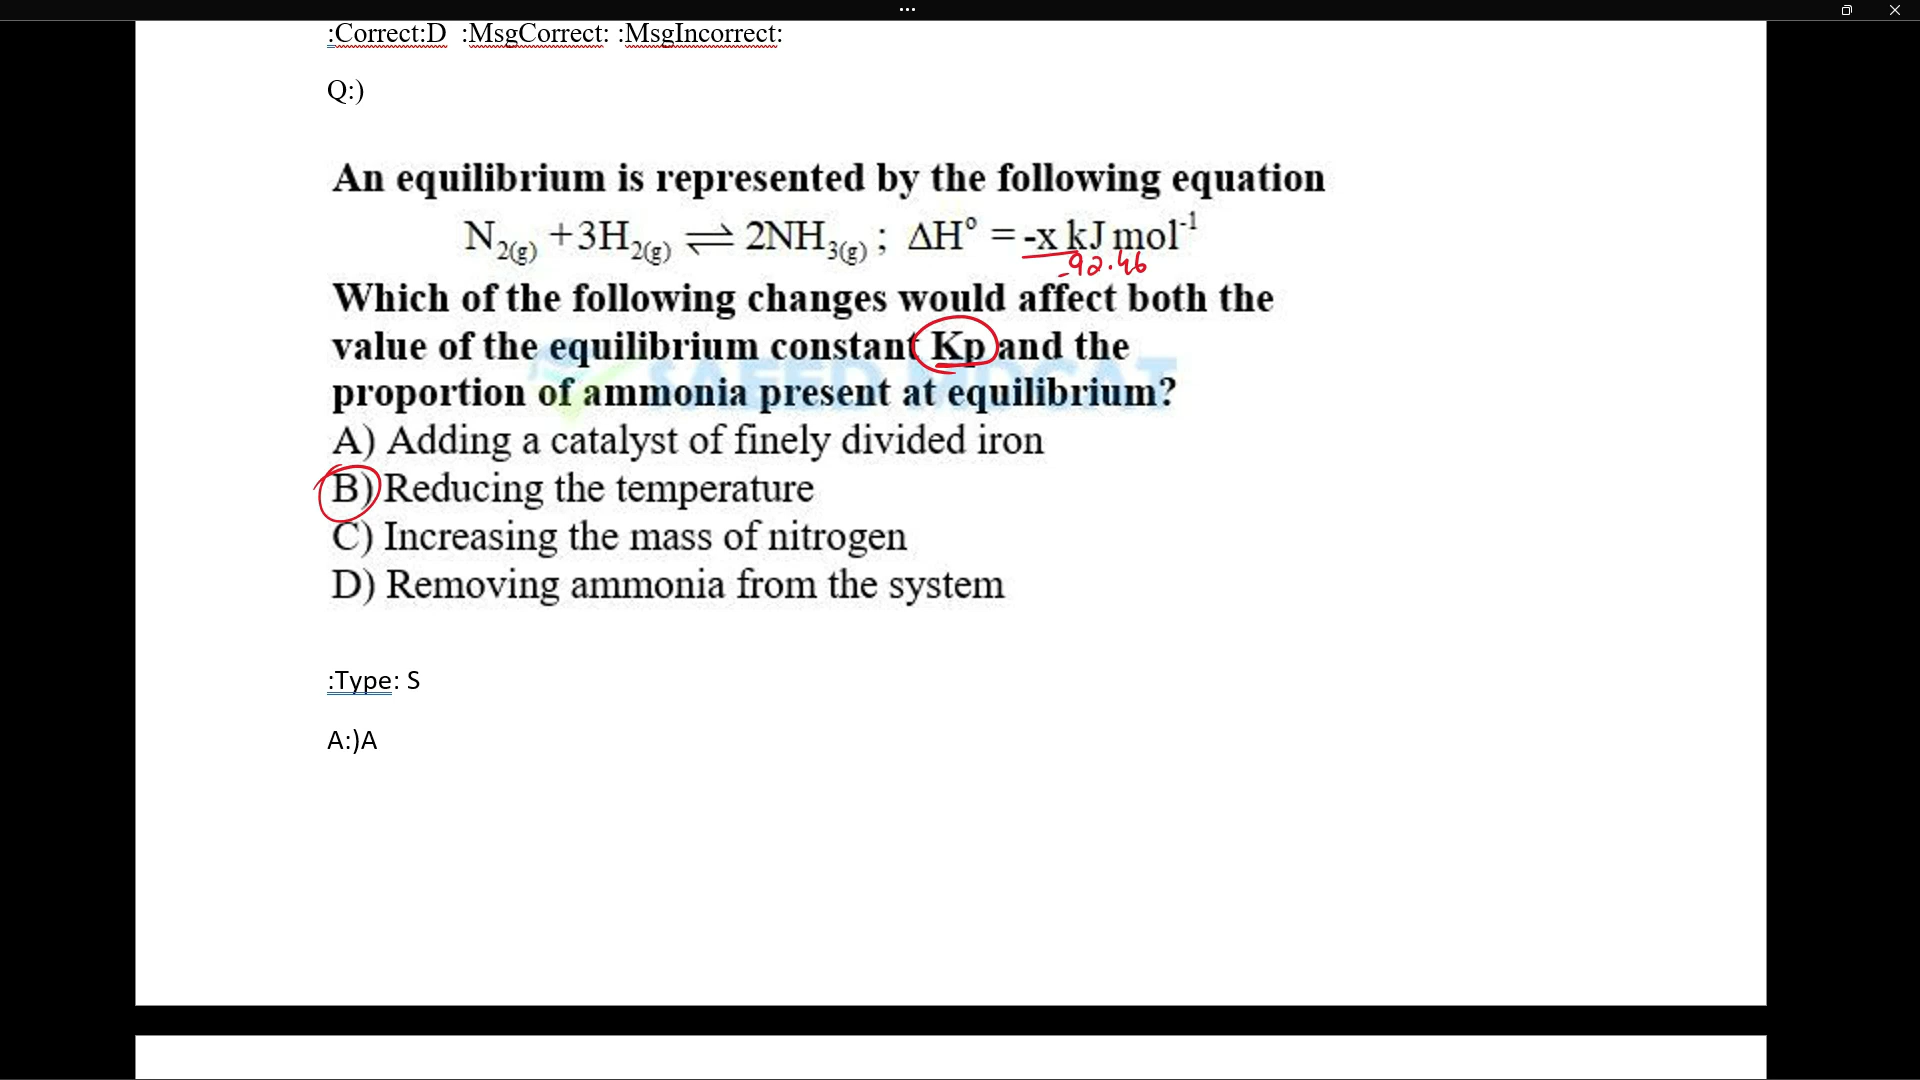 :Correct:D :MsgCorrect: :MsgIncorrect:
Q:)
An equilibrium is represented by the following equation
N2(g) +3H2(g) ⇌ 2NH3(g) ; ΔH° = -x kJ mol-1
-92.46
Which of the following changes would affect both the
value of the equilibrium constant Kp and the
proportion of ammonia present at equilibrium?
SAEED MDCAT
A) Adding a catalyst of finely divided iron
B) Reducing the temperature
C) Increasing the mass of nitrogen
D) Removing ammonia from the system
:Type: S
A:)A